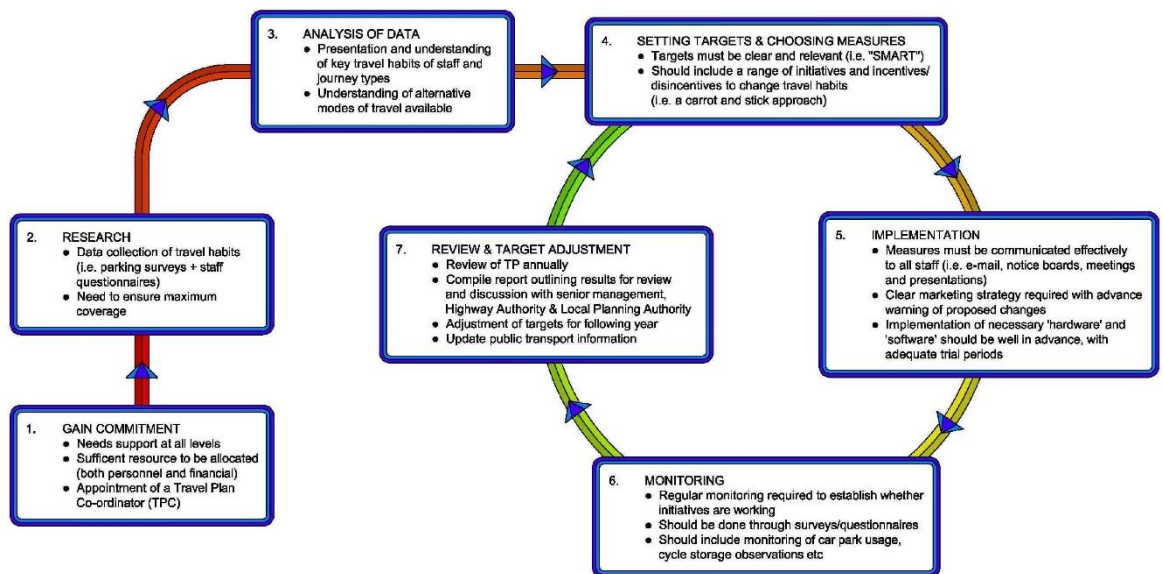 1. GAIN COMMITMENT
● Needs support at all levels
● Sufficent resource to be allocated
(both personnel and financial)
● Appointment of a Travel Plan
Co-ordinator (TPC)
2. RESEARCH
● Data collection of travel habits
(i.e. parking surveys + staff
questionnaires)
● Need to ensure maximum
coverage
3. ANALYSIS OF DATA
● Presentation and understanding
of key travel habits of staff and
journey types
● Understanding of alternative
modes of travel available
4. SETTING TARGETS & CHOOSING MEASURES
● Targets must be clear and relevant (i.e. "SMART")
● Should include a range of initiatives and incentives/
disincentives to change travel habits
(i.e. a carrot and stick approach)
5. IMPLEMENTATION
● Measures must be communicated effectively
to all staff (i.e. e-mail, notice boards, meetings
and presentations)
● Clear marketing strategy required with advance
warning of proposed changes
● Implementation of necessary 'hardware' and
'software' should be well in advance, with
adequate trial periods
6. MONITORING
● Regular monitoring required to establish whether
initiatives are working
● Should be done through surveys/questionnaires
● Should include monitoring of car park usage,
cycle storage observations etc
7. REVIEW & TARGET ADJUSTMENT
● Review of TP annually
● Compile report outlining results for review
and discussion with senior management,
Highway Authority & Local Planning Authority
● Adjustment of targets for following year
● Update public transport information